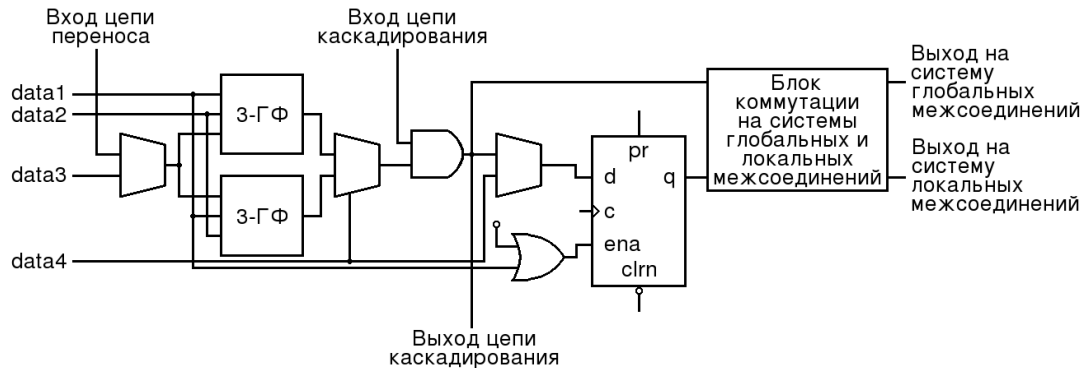 Вход цепи
переноса
Вход цепи
каскадирования
data1
data2
data3
data4
3-ГФ
3-ГФ
pr
d
q
c
ena
clrn
Блок
коммутации
на системы
глобальных и
локальных
межсоединений
Выход на
систему
глобальных
межсоединений
Выход на
систему
локальных
межсоединений
Выход цепи
каскадирования